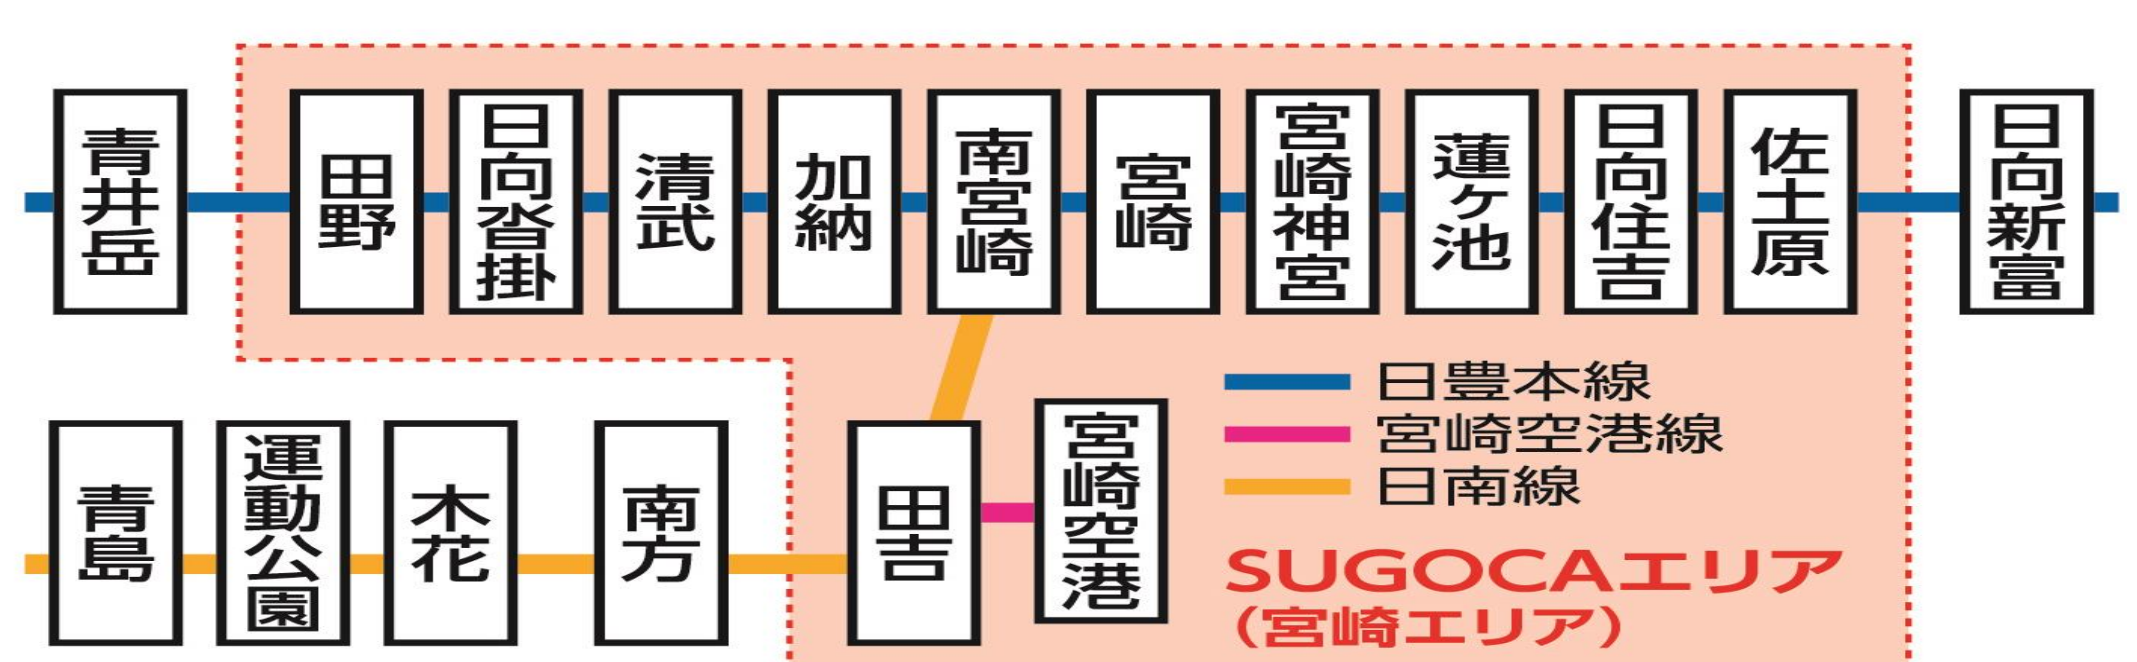 青井岳
田野
日向沓掛
清武
加納
南宮崎
宮崎
宮崎神宮
蓮ヶ池
日向住吉
佐土原
日向新富
青島
運動公園
木花
南方
田吉
宮崎空港
日豊本線
宮崎空港線
日南線
SUGOCAエリア
（宮崎エリア）